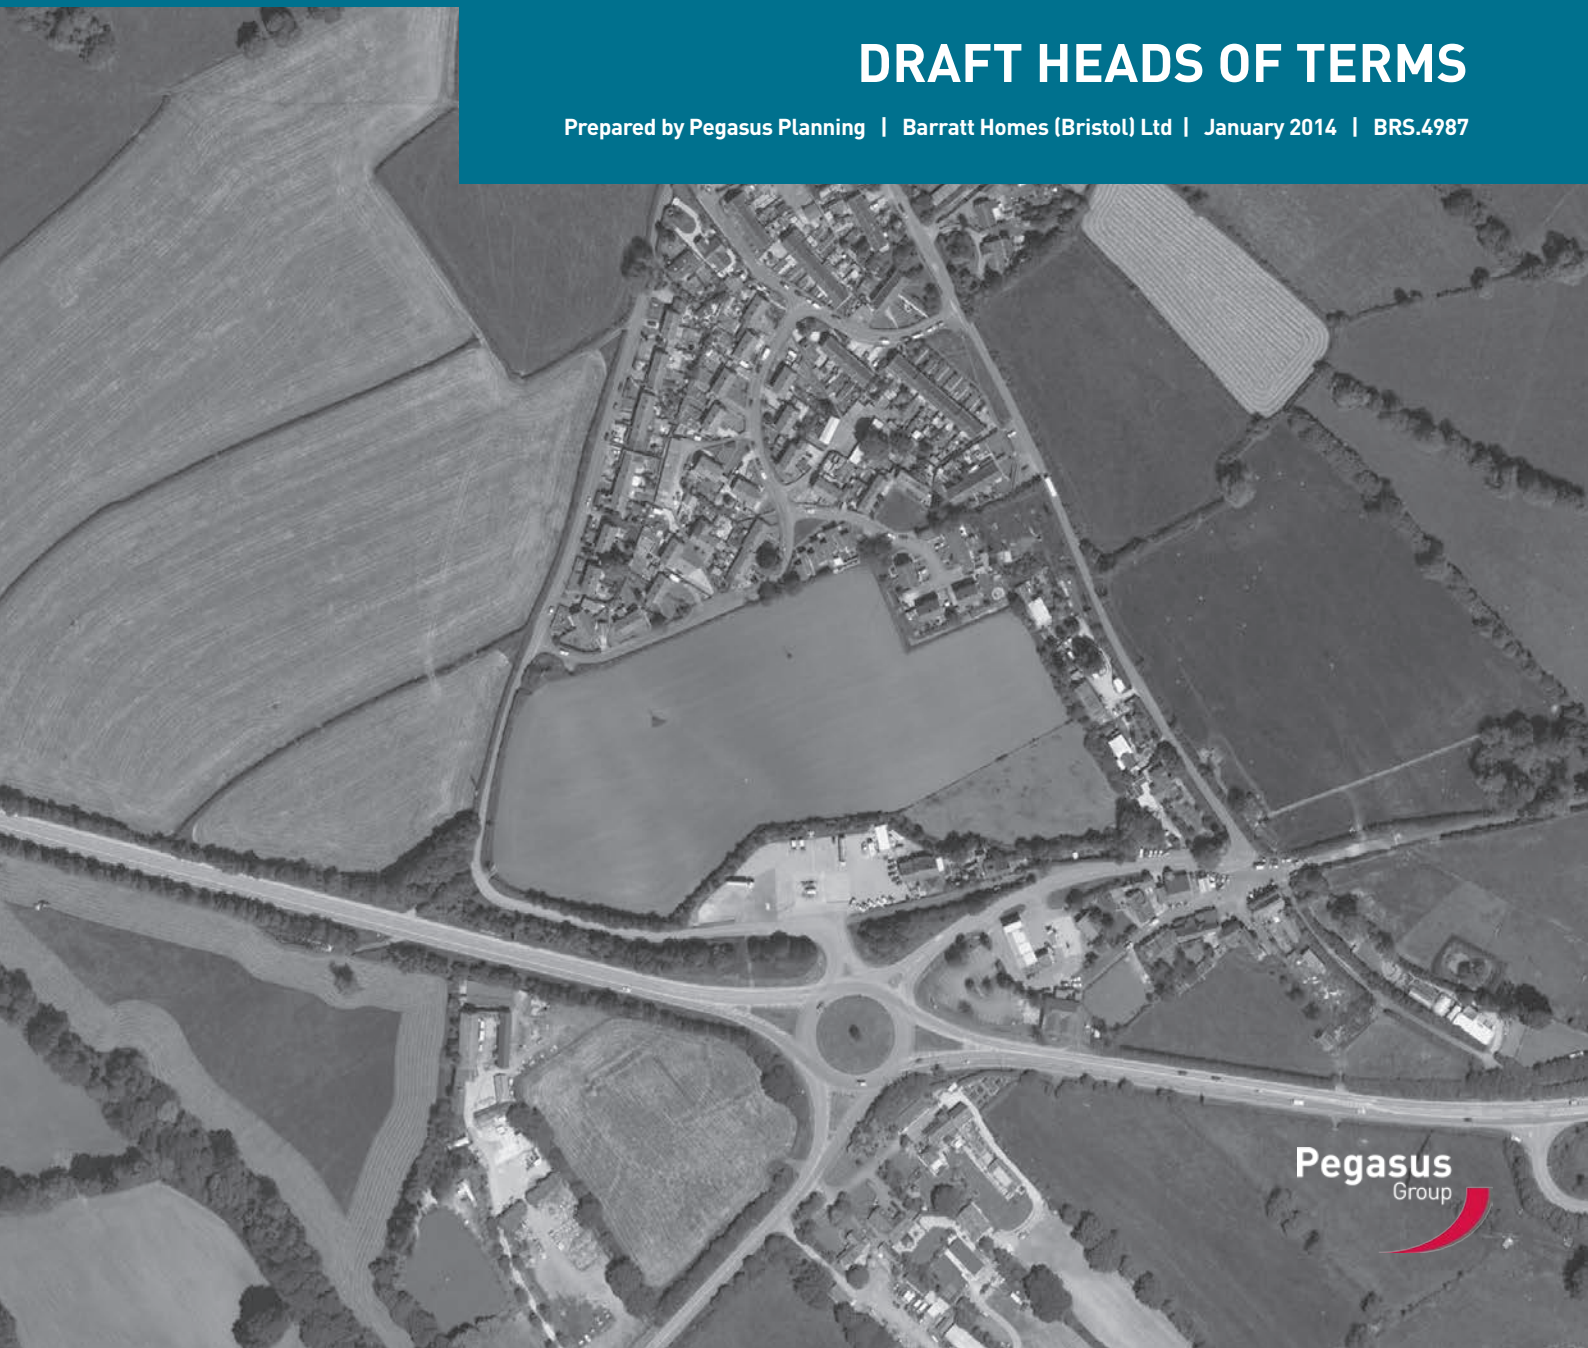 DRAFT HEADS OF TERMS
Prepared by Pegasus Planning | Barratt Homes (Bristol) Ltd | January 2014 | BRS.4987
Pegasus
Group